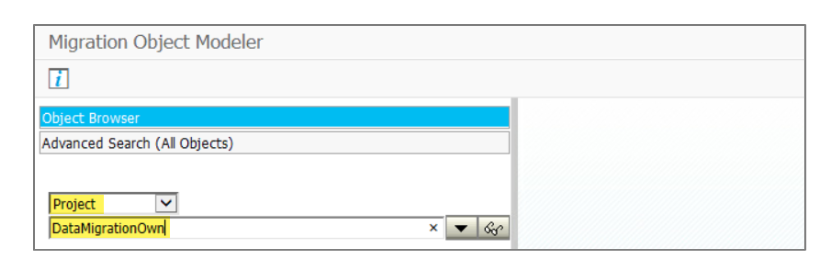 Migration Object Modeler
i
Object Browser
Advanced Search (All Objects)
Project
DataMigrationOwn